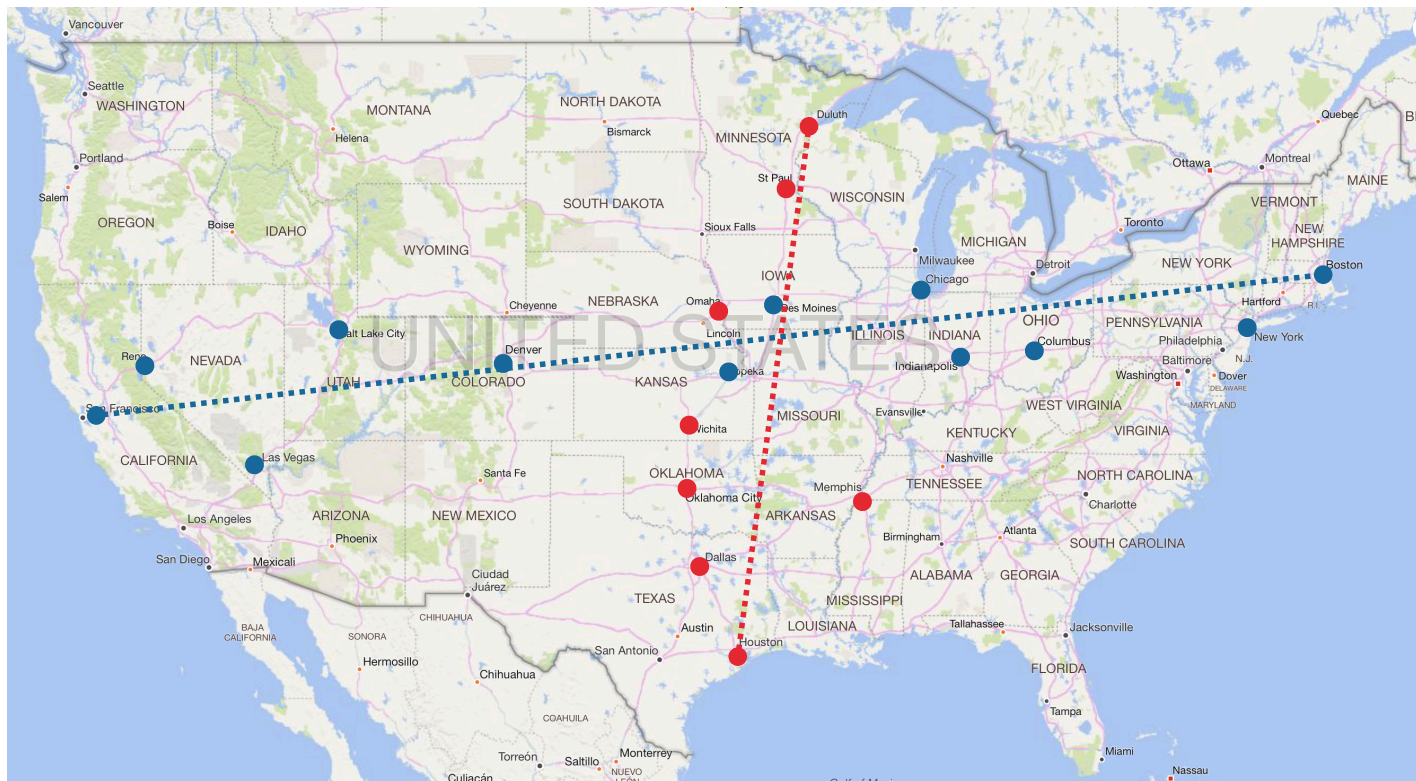 Vancouver
Seattle
WASHINGTON
MONTANA
NORTH DAKOTA
Duluth
Quebec
Helena
Bismarck
MINNESOTA
Portland
Ottawa
Montreal
St Paul
MAINE
Salem
WISCONSIN
VERMONT
SOUTH DAKOTA
OREGON
Boise
IDAHO
Sioux Falls
Toronto
NEW
HAMPSHIRE
WYOMING
MICHIGAN
Milwaukee
Detroit
NEW YORK
Boston
IOWA
Chicago
Omaha
NEBRASKA
Cheyenne
Des Moines
Hartford
R.I.
UNITED STATES
OHIO
PENNSYLVANIA
Salt Lake City
Lincoln
ILLINOIS
INDIANA
Columbus
New York
Philadelphia
Denver
Reno
NEVADA
N.J.
Baltimore
Indianapolis
Topeka
Washington
Dover
UTAH
COLORADO
KANSAS
DELAWARE
San Francisco
Evansville
MISSOURI
WEST VIRGINIA
MARYLAND
Wichita
KENTUCKY
VIRGINIA
CALIFORNIA
Las Vegas
Nashville
Santa Fe
OKLAHOMA
NORTH CAROLINA
TENNESSEE
Memphis
Oklahoma City
Charlotte
Los Angeles
ARIZONA
NEW MEXICO
ARKANSAS
Atlanta
Phoenix
Birmingham
SOUTH CAROLINA
San Diego
Mexicali
Dallas
Ciudad
Juárez
ALABAMA
GEORGIA
TEXAS
MISSISSIPPI
CHIHUAHUA
BAJA
CALIFORNIA
SONORA
Austin
LOUISIANA
Tallahassee
Jacksonville
Houston
San Antonio
Hermosillo
Chihuahua
FLORIDA
Tampa
COAHUILA
Torreón
Saltillo
Monterrey
Miami
NUEVO
LEÓN
Culiacán
Nassau
Gulf of Mexico